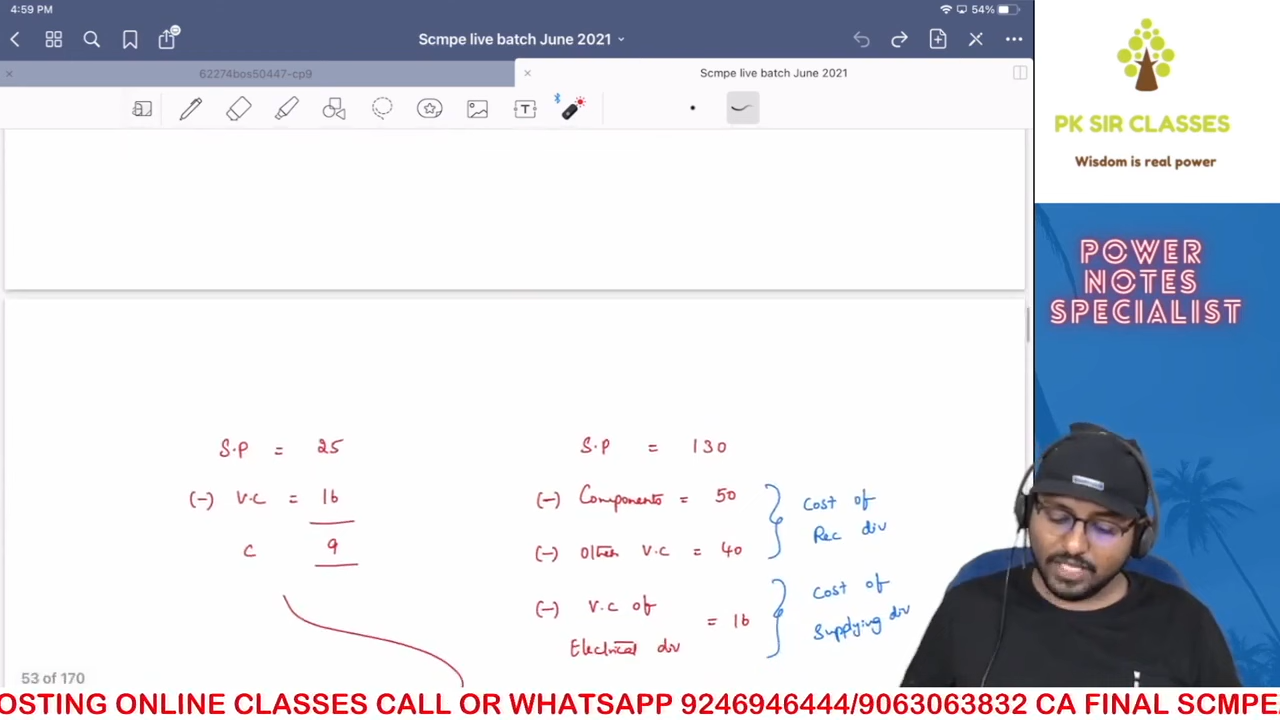 4:59 PM
54%
Scmpe live batch June 2021
62274bos50447-cp9
Scmpe live batch June 2021
T
PK SIR CLASSES
Wisdom is real power
POWER
NOTES
SPECIALIST
S.P = 25
(-) V.C = 16
C 9
S.P = 130
(-) Components = 50
(-) Other V.C = 40
Cost of
Rec div
(-) V.C of
Electrical div = 16
Cost of
Supplying div
53 of 170
OSTING ONLINE CLASSES CALL OR WHATSAPP 9246946444/9063063832 CA FINAL SCMPE